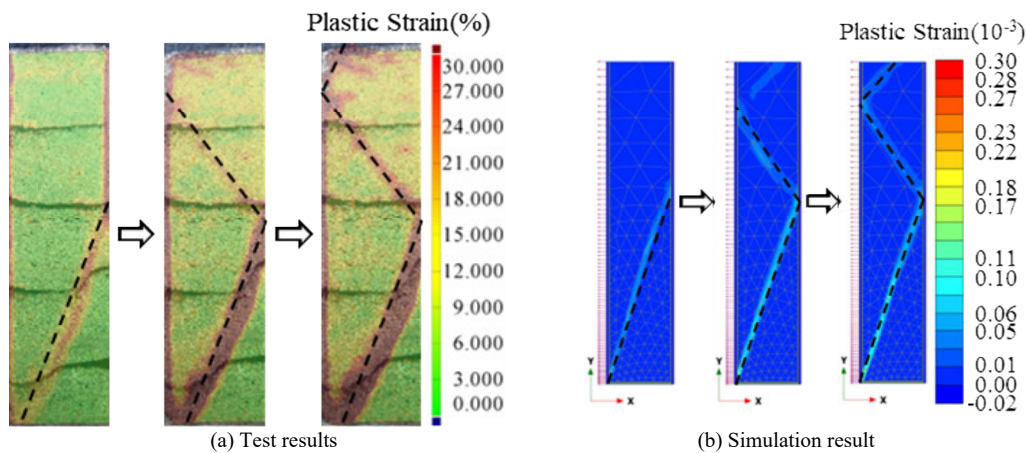 Plastic Strain(%)
30.000
27.000
24.000
21.000
18.000
15.000
12.000
9.000
6.000
3.000
0.000
(a) Test results
Plastic Strain(10⁻³)
0.30
0.28
0.27
0.23
0.22
0.18
0.17
0.11
0.10
0.06
0.05
0.01
0.00
-0.02
Y
X
Y
X
Y
X
(b) Simulation result